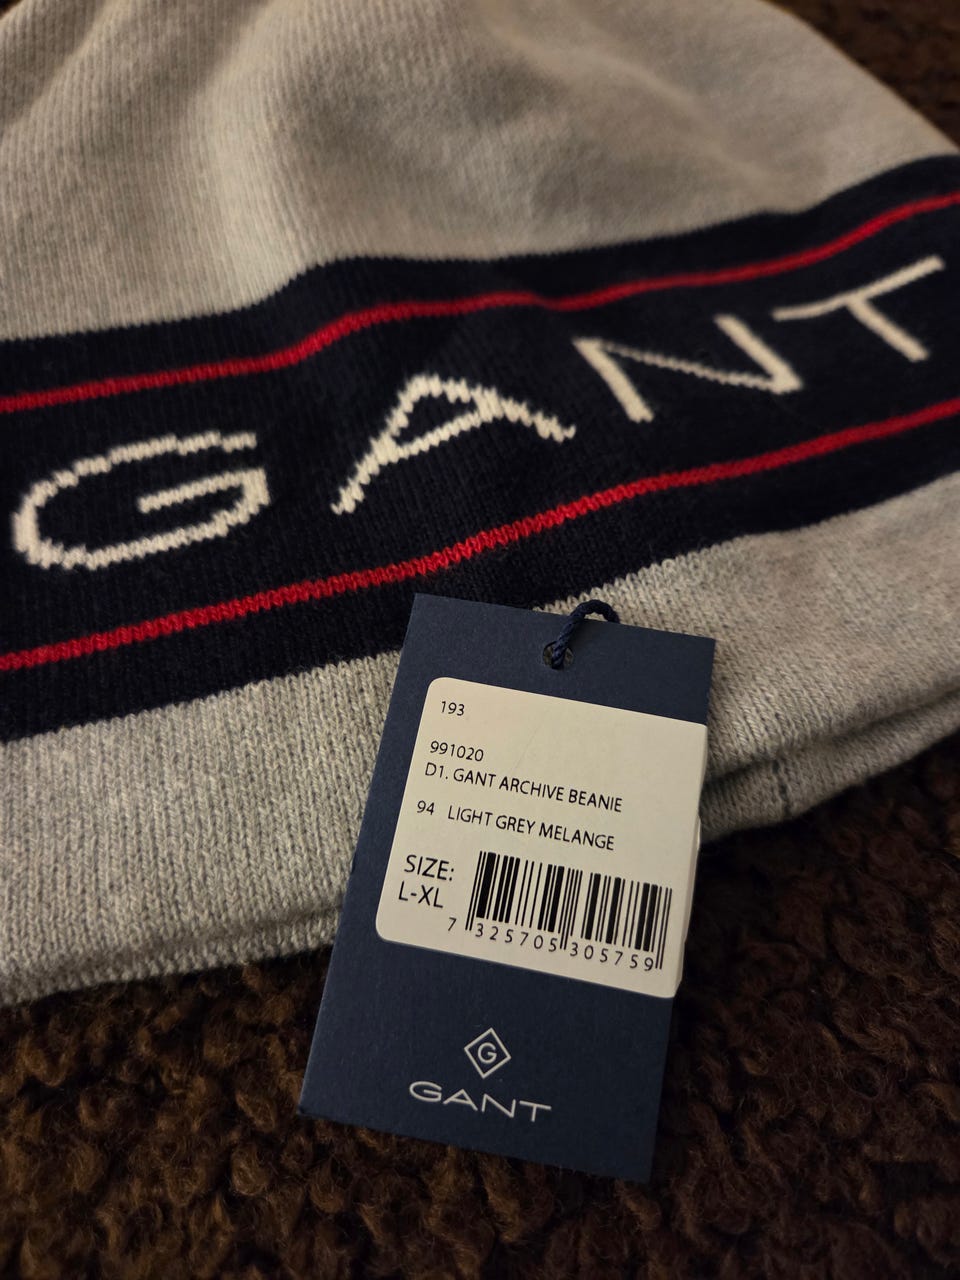 GANT
193
991020
D1. GANT ARCHIVE BEANIE
94 LIGHT GREY MELANGE
SIZE:
L-XL
7 325705 305759
G
GANT